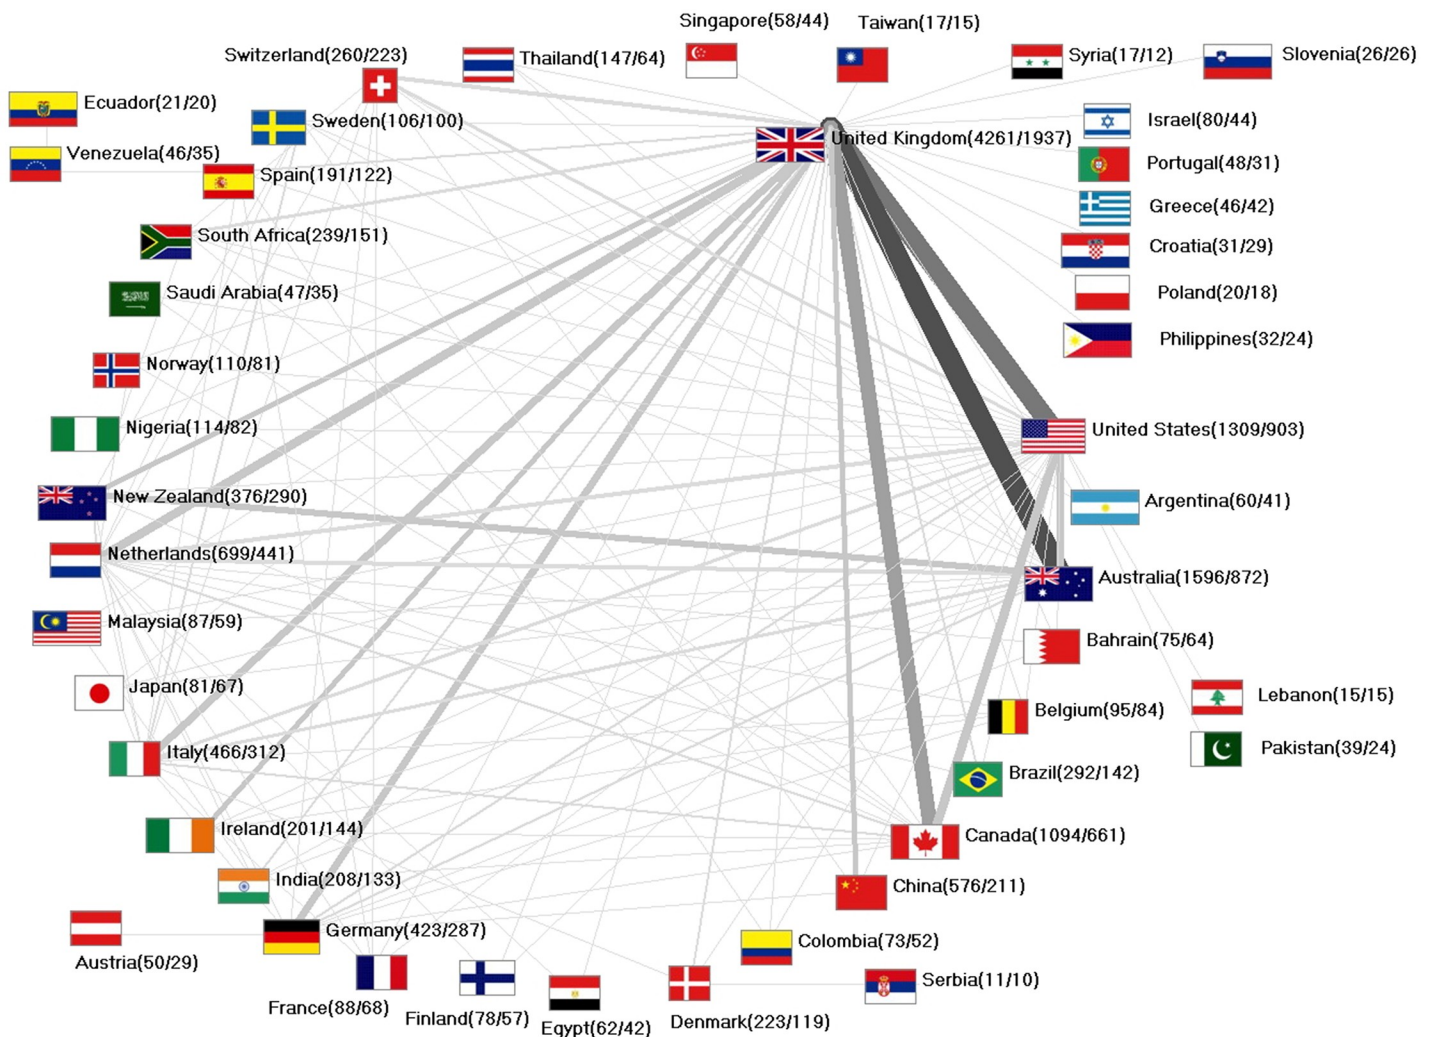 Singapore(58/44)
Taiwan(17/15)
Switzerland(260/223)
Thailand(147/64)
Syria(17/12)
Slovenia(26/26)
Ecuador(21/20)
Sweden(106/100)
Israel(80/44)
United Kingdom(4261/1937)
Venezuela(46/35)
Spain(191/122)
Portugal(48/31)
Greece(46/42)
South Africa(239/151)
Croatia(31/29)
Saudi Arabia(47/35)
Poland(20/18)
Philippines(32/24)
Norway(110/81)
Nigeria(114/82)
United States(1309/903)
New Zealand(376/290)
Argentina(60/41)
Netherlands(699/441)
Australia(1596/872)
Malaysia(87/59)
Bahrain(75/64)
Japan(81/67)
Lebanon(15/15)
Belgium(95/84)
Italy(466/312)
Pakistan(39/24)
Brazil(292/142)
Ireland(201/144)
Canada(1094/661)
India(208/133)
China(576/211)
Germany(423/287)
Colombia(73/52)
Austria(50/29)
Serbia(11/10)
France(88/68)
Finland(78/57)
Egypt(62/42)
Denmark(223/119)